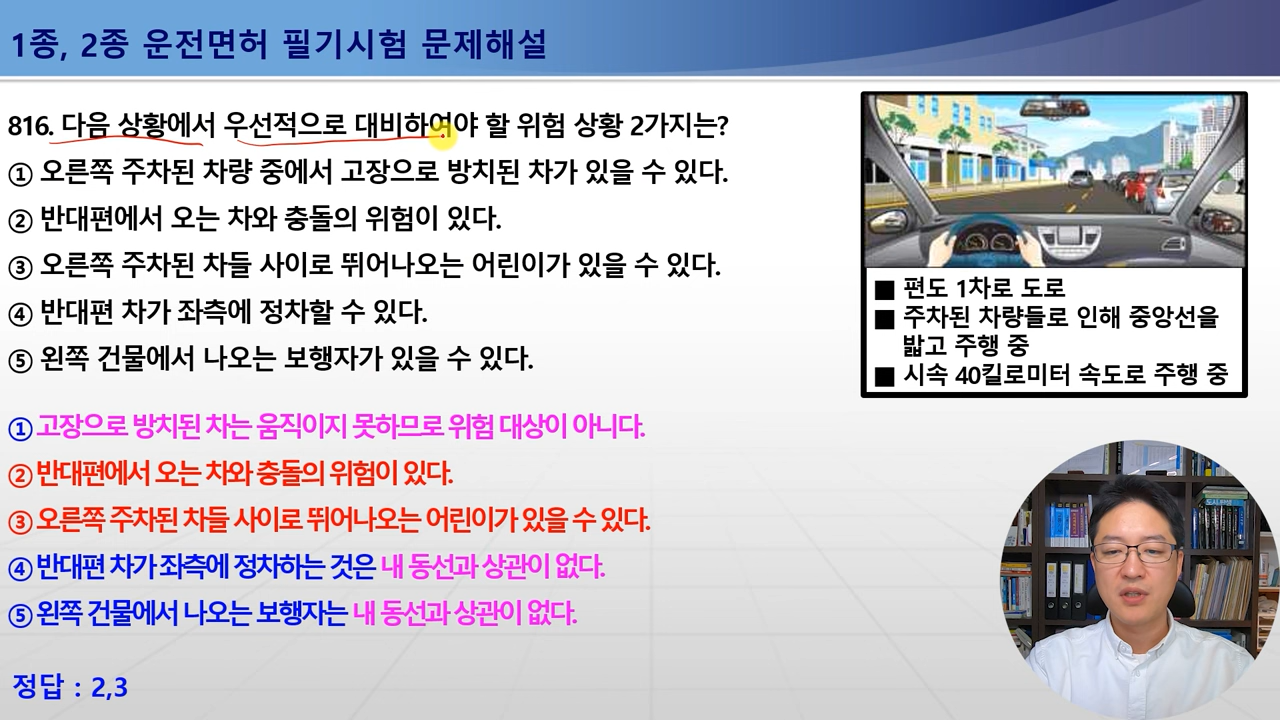 1종, 2종 운전면허 필기시험 문제해설
816. 다음 상황에서 우선적으로 대비하여야 할 위험 상황 2가지는?
① 오른쪽 주차된 차량 중에서 고장으로 방치된 차가 있을 수 있다.
② 반대편에서 오는 차와 충돌의 위험이 있다.
③ 오른쪽 주차된 차들 사이로 뛰어나오는 어린이가 있을 수 있다.
④ 반대편 차가 좌측에 정차할 수 있다.
⑤ 왼쪽 건물에서 나오는 보행자가 있을 수 있다.
■ 편도 1차로 도로
■ 주차된 차량들로 인해 중앙선을
밟고 주행 중
■ 시속 40킬로미터 속도로 주행 중
① 고장으로 방치된 차는 움직이지 못하므로 위험 대상이 아니다.
② 반대편에서 오는 차와 충돌의 위험이 있다.
③ 오른쪽 주차된 차들 사이로 뛰어나오는 어린이가 있을 수 있다.
④ 반대편 차가 좌측에 정차하는 것은 내 동선과 상관이 없다.
⑤ 왼쪽 건물에서 나오는 보행자는 내 동선과 상관이 없다.
정답 : 2,3